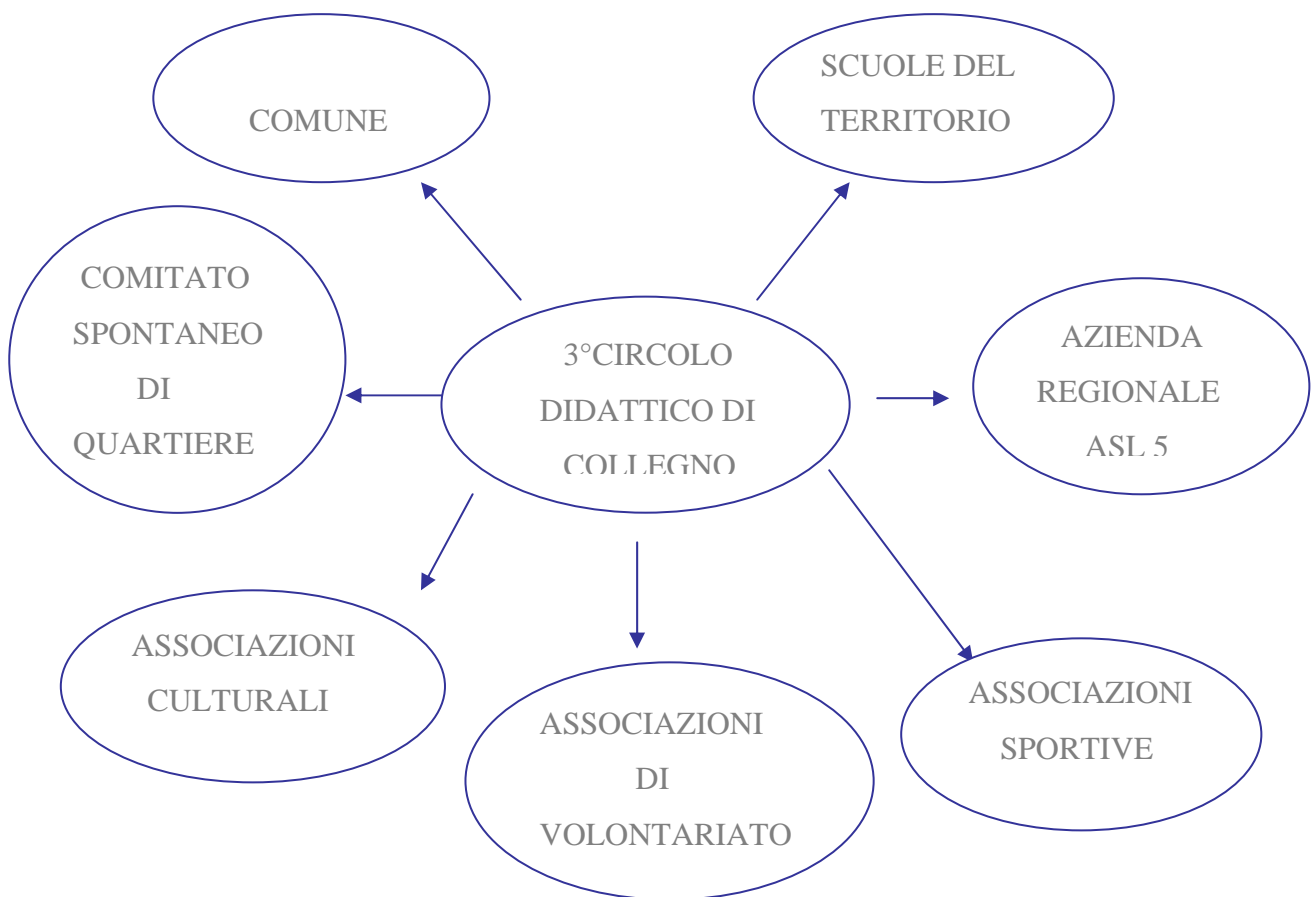 COMUNE
SCUOLE DEL
TERRITORIO
COMITATO
SPONTANEO
DI
QUARTIERE
3°CIRCOLO
DIDATTICO DI
COLLEGNO
AZIENDA
REGIONALE
ASL 5
ASSOCIAZIONI
CULTURALI
ASSOCIAZIONI
DI
VOLONTARIATO
ASSOCIAZIONI
SPORTIVE